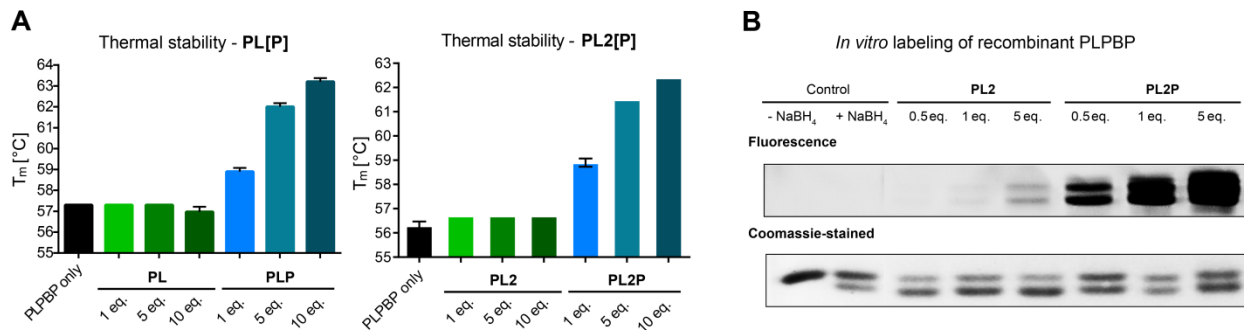 A
Thermal stability - PL[P]
Tm [°C]
64
63
62
61
60
59
58
57
56
55
PLPBP only
1 eq.
5 eq.
10 eq.
1 eq.
5 eq.
10 eq.
PL
PLP
Thermal stability - PL2[P]
Tm [°C]
64
63
62
61
60
59
58
57
56
55
PLPBP only
1 eq.
5 eq.
10 eq.
1 eq.
5 eq.
10 eq.
PL2
PL2P
B
In vitro labeling of recombinant PLPBP
Control PL2 PL2P
- NaBH4 + NaBH4 0.5 eq. 1 eq. 5 eq. 0.5 eq. 1 eq. 5 eq.
Fluorescence
Coomassie-stained